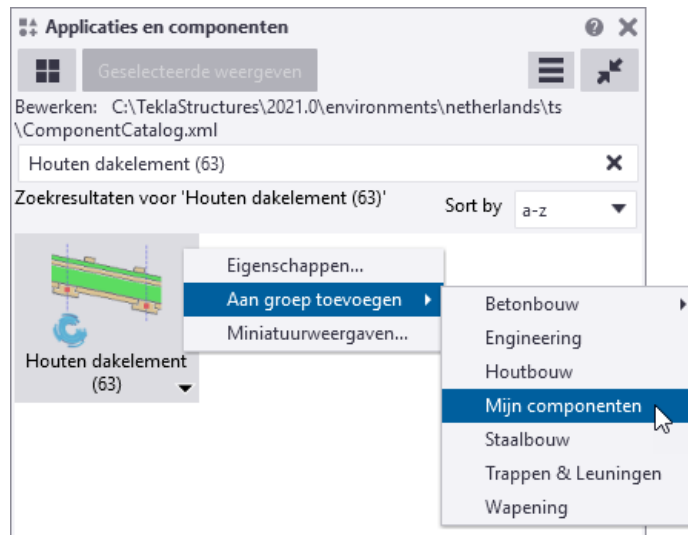 Applicaties en componenten
Geselecteerde weergeven
Bewerken: C:\TeklaStructures\2021.0\environments\netherlands\ts
\ComponentCatalog.xml
Houten dakelement (63)
Zoekresultaten voor 'Houten dakelement (63)'
Sort by a-z
Eigenschappen...
Aan groep toevoegen
Miniatuurweergaven...
Houten dakelement
(63)
Betonbouw
Engineering
Houtbouw
Mijn componenten
Staalbouw
Trappen & Leuningen
Wapening